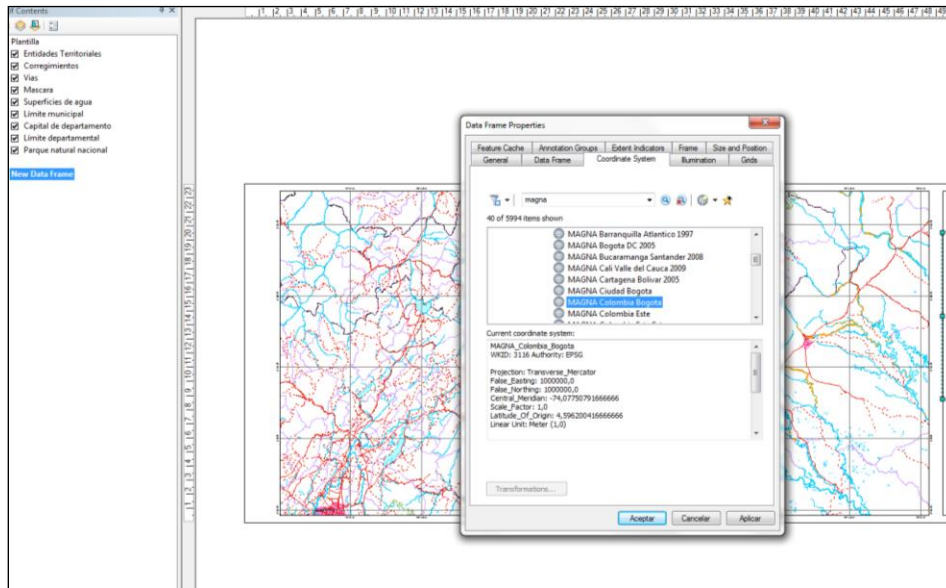 f Contents
Plantilla
Entidades Territoriales
Corregimientos
Vias
Mascara
Superficies de agua
Límite municipal
Capital de departamento
Límite departamental
Parque natural nacional
New Data Frame
Data Frame Properties
Feature Cache Annotation Groups Extent Indicators Frame Size and Position
General Data Frame Coordinate System Illumination Grids
magna
40 of 5994 items shown
MAGNA Barranquilla Atlantico 1997
MAGNA Bogota DC 2005
MAGNA Bucaramanga Santander 2008
MAGNA Cali Valle del Cauca 2009
MAGNA Cartagena Bolivar 2005
MAGNA Ciudad Bogota
MAGNA Colombia Bogota
MAGNA Colombia Este
Current coordinate system:
MAGNA_Colombia_Bogota
WKID: 3116 Authority: EPSG
Projection: Transverse_Mercator
False_Easting: 1000000,0
False_Northing: 1000000,0
Central_Meridian: -74,07750791666666
Scale_Factor: 1,0
Latitude_Of_Origin: 4,596200416666666
Linear Unit: Meter (1,0)
Transformations...
Aceptar Cancelar Aplicar